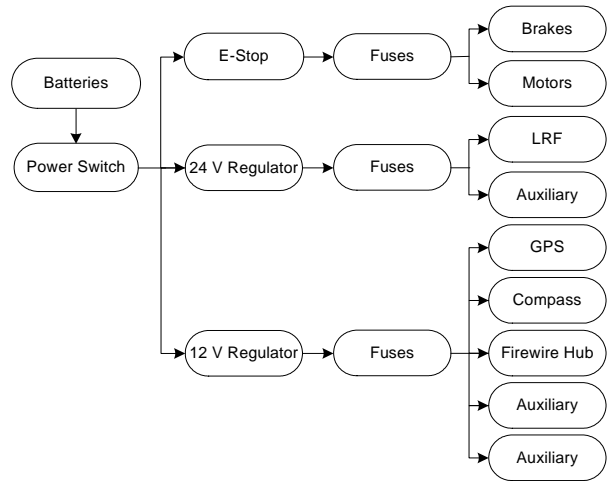 Batteries
Power Switch
E-Stop
Fuses
Brakes
Motors
24 V Regulator
Fuses
LRF
Auxiliary
12 V Regulator
Fuses
GPS
Compass
Firewire Hub
Auxiliary
Auxiliary